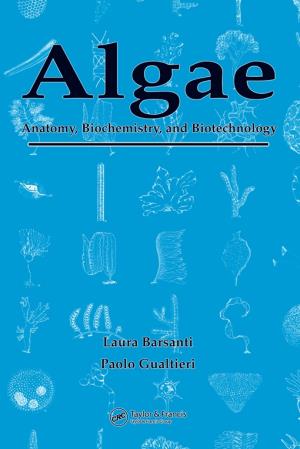 Algae
Anatomy, Biochemistry, and Biotechnology
Laura Barsanti
Paolo Gualtieri
CRC
Taylor & Francis
Taylor & Francis Group